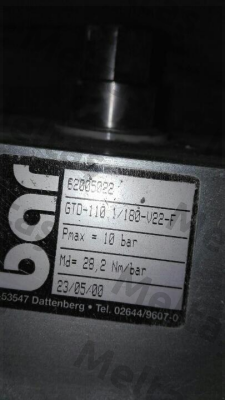 bar
62005022
GTD-110.1/180-V22-F
Pmax = 10 bar
Md= 28,2 Nm/bar
23/05/00
-53547 Dattenberg • Tel. 02644/9607-0